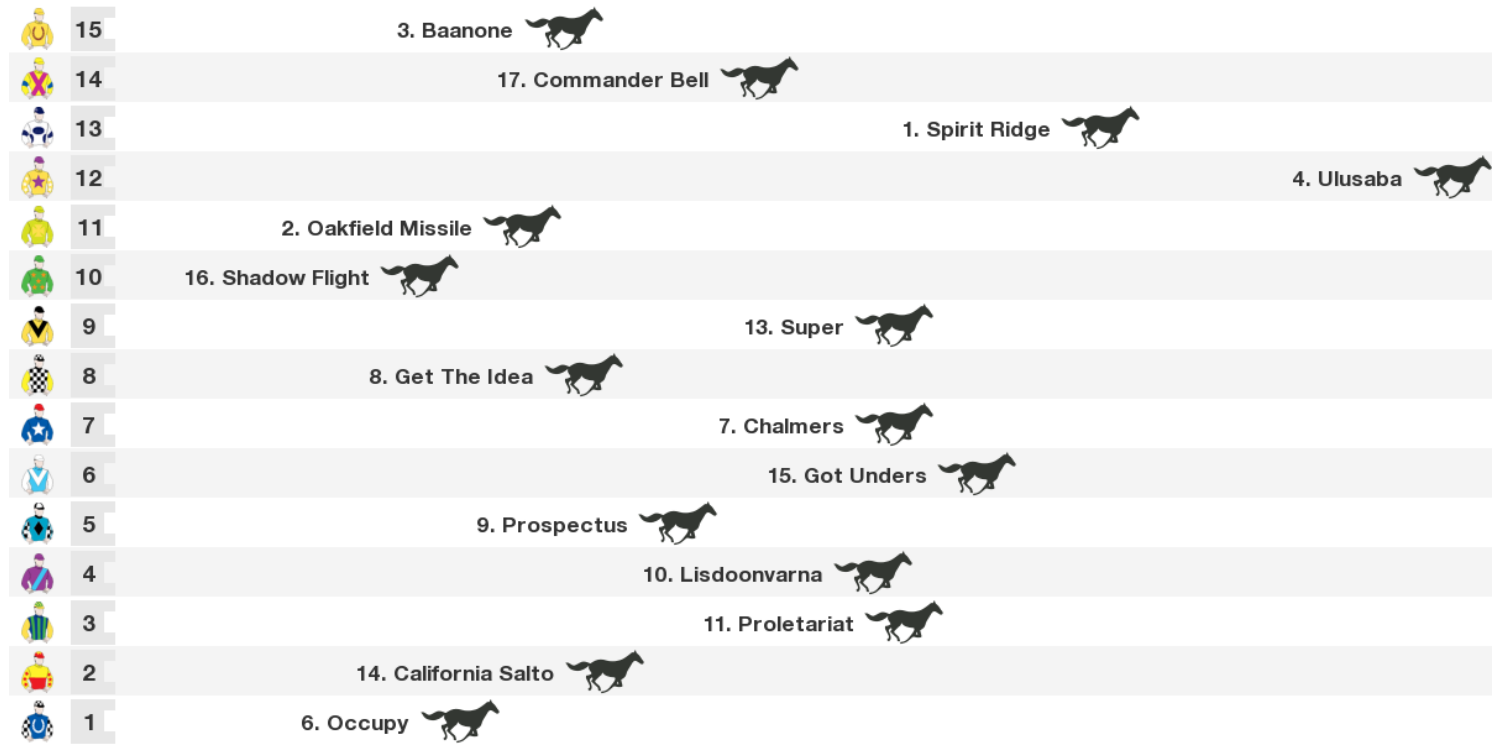 15 3. Baanone
14 17. Commander Bell
13 1. Spirit Ridge
12 4. Ulusaba
11 2. Oakfield Missile
10 16. Shadow Flight
9 13. Super
8 8. Get The Idea
7 7. Chalmers
6 15. Got Unders
5 9. Prospectus
4 10. Lisdoonvarna
3 11. Proletariat
2 14. California Salto
1 6. Occupy